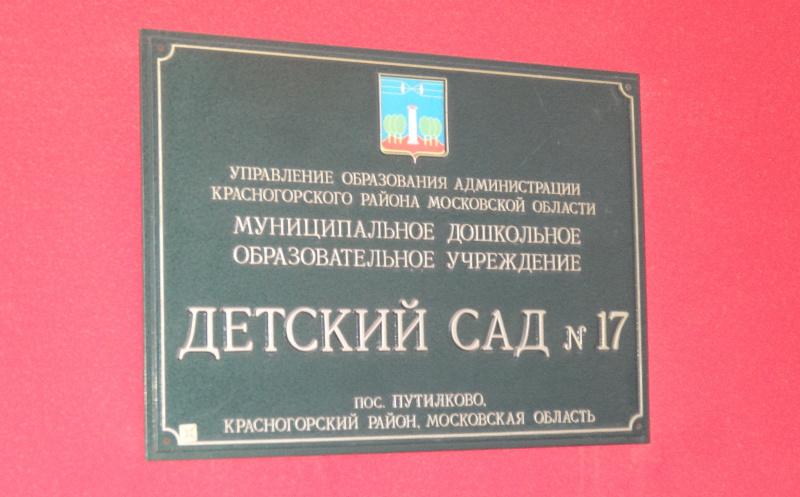 УПРАВЛЕНИЕ ОБРАЗОВАНИЯ АДМИНИСТРАЦИИ
КРАСНОГОРСКОГО РАЙОНА МОСКОВСКОЙ ОБЛАСТИ
МУНИЦИПАЛЬНОЕ ДОШКОЛЬНОЕ
ОБРАЗОВАТЕЛЬНОЕ УЧРЕЖДЕНИЕ
ДЕТСКИЙ САД № 17
ПОС. ПУТИЛКОВО,
КРАСНОГОРСКИЙ РАЙОН, МОСКОВСКАЯ ОБЛАСТЬ